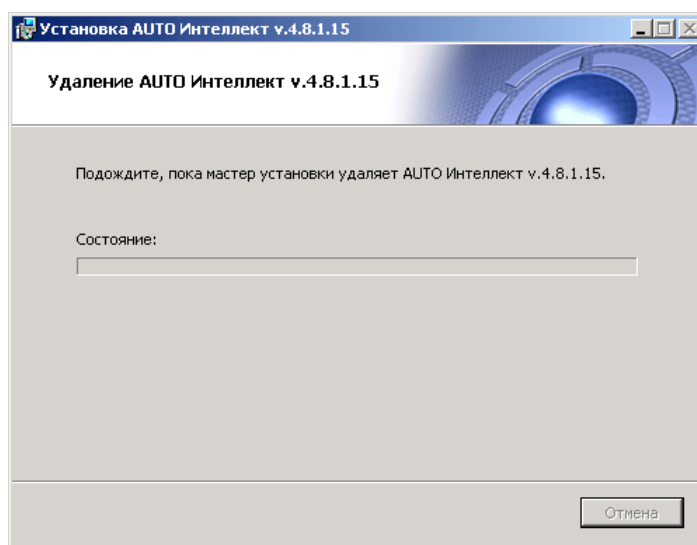 Установка AUTO Интеллект v.4.8.1.15
Удаление AUTO Интеллект v.4.8.1.15
Подождите, пока мастер установки удаляет AUTO Интеллект v.4.8.1.15.
Состояние:
Отмена